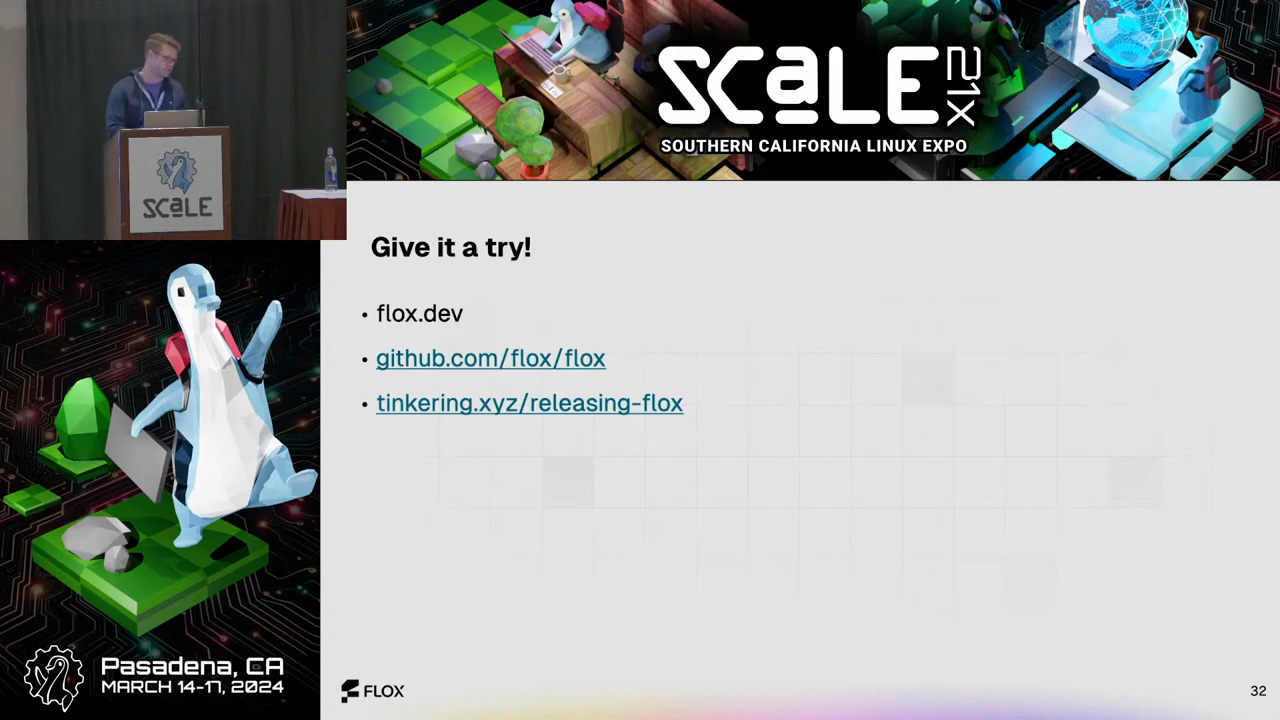 SCaLE 21x
SOUTHERN CALIFORNIA LINUX EXPO
SCaLE
Give it a try!
• flox.dev
• github.com/flox/flox
• tinkering.xyz/releasing-flox
Pasadena, CA
MARCH 14-17, 2024
FLOX
32